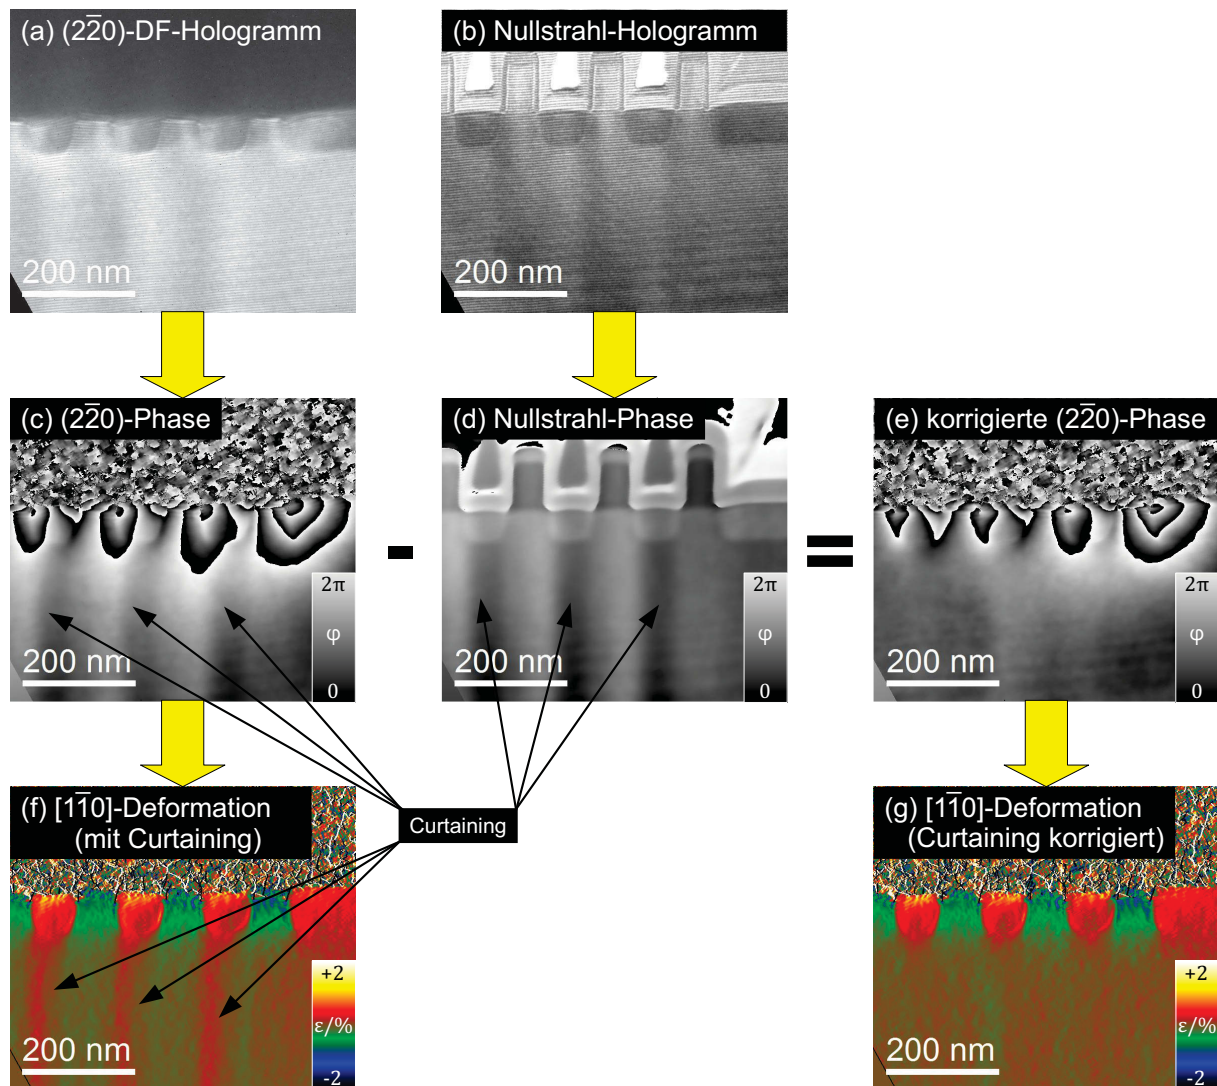 (a) (22̅0)-DF-Hologramm
(b) Nullstrahl-Hologramm
200 nm
200 nm
(c) (22̅0)-Phase
(d) Nullstrahl-Phase
(e) korrigierte (22̅0)-Phase
-
=
2π
φ
0
200 nm
2π
φ
0
200 nm
2π
φ
0
200 nm
(f) [11̅0]-Deformation
(mit Curtaining)
Curtaining
(g) [11̅0]-Deformation
(Curtaining korrigiert)
+2
ε/%
-2
200 nm
+2
ε/%
-2
200 nm